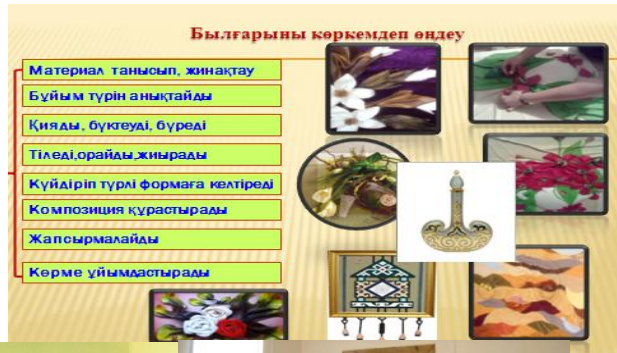 Былғарыны көркемдеп өңдеу
Материал танысып, жинақтау
Бұйым түрін анықтайды
Қияды, бүктеуді, бүреді
Тіледі,орайды,жиырады
Күйдіріп түрлі формаға келтіреді
Композиция құрастырады
Жапсырмалайды
Көрме ұйымдастырады